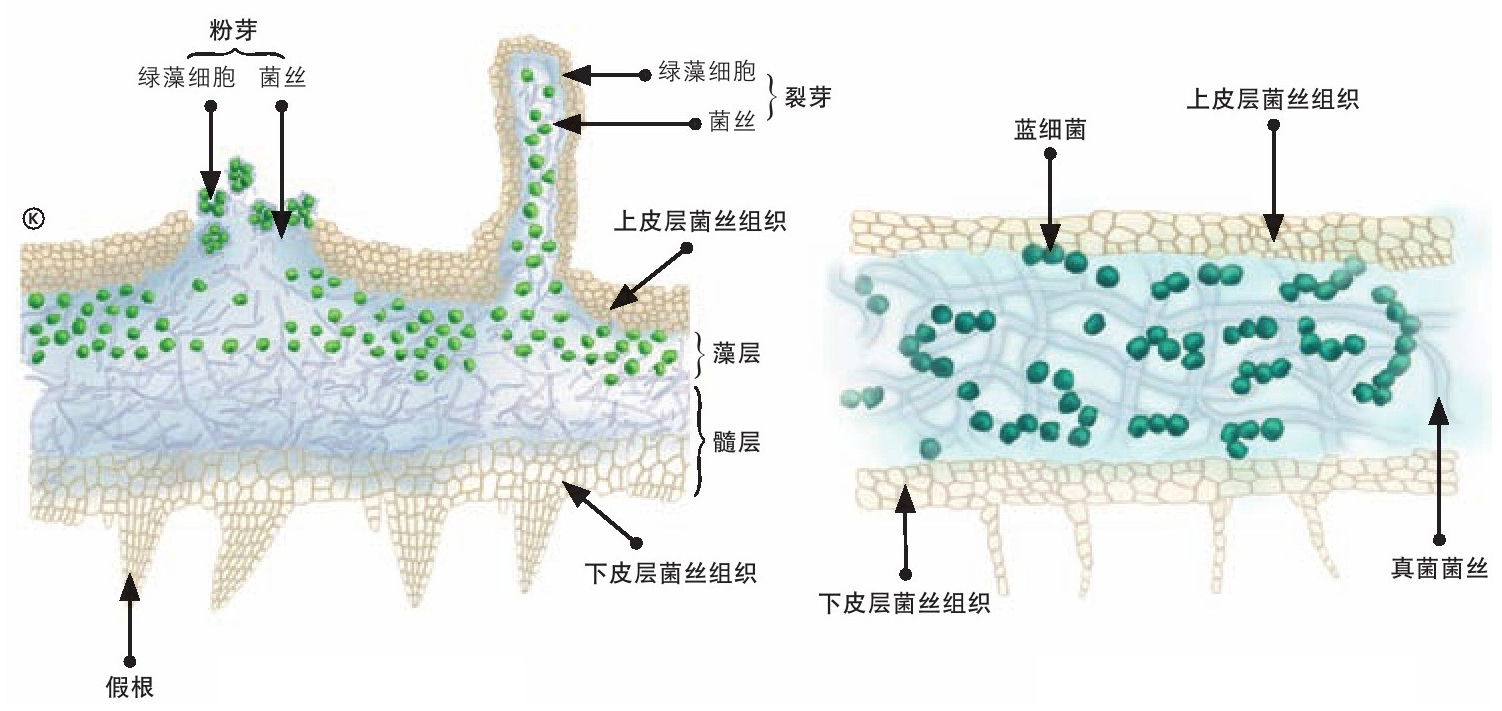 粉芽
绿藻细胞 菌丝
绿藻细胞
菌丝
裂芽
Ⓚ
上皮层菌丝组织
藻层
髓层
下皮层菌丝组织
假根
上皮层菌丝组织
蓝细菌
真菌菌丝
下皮层菌丝组织